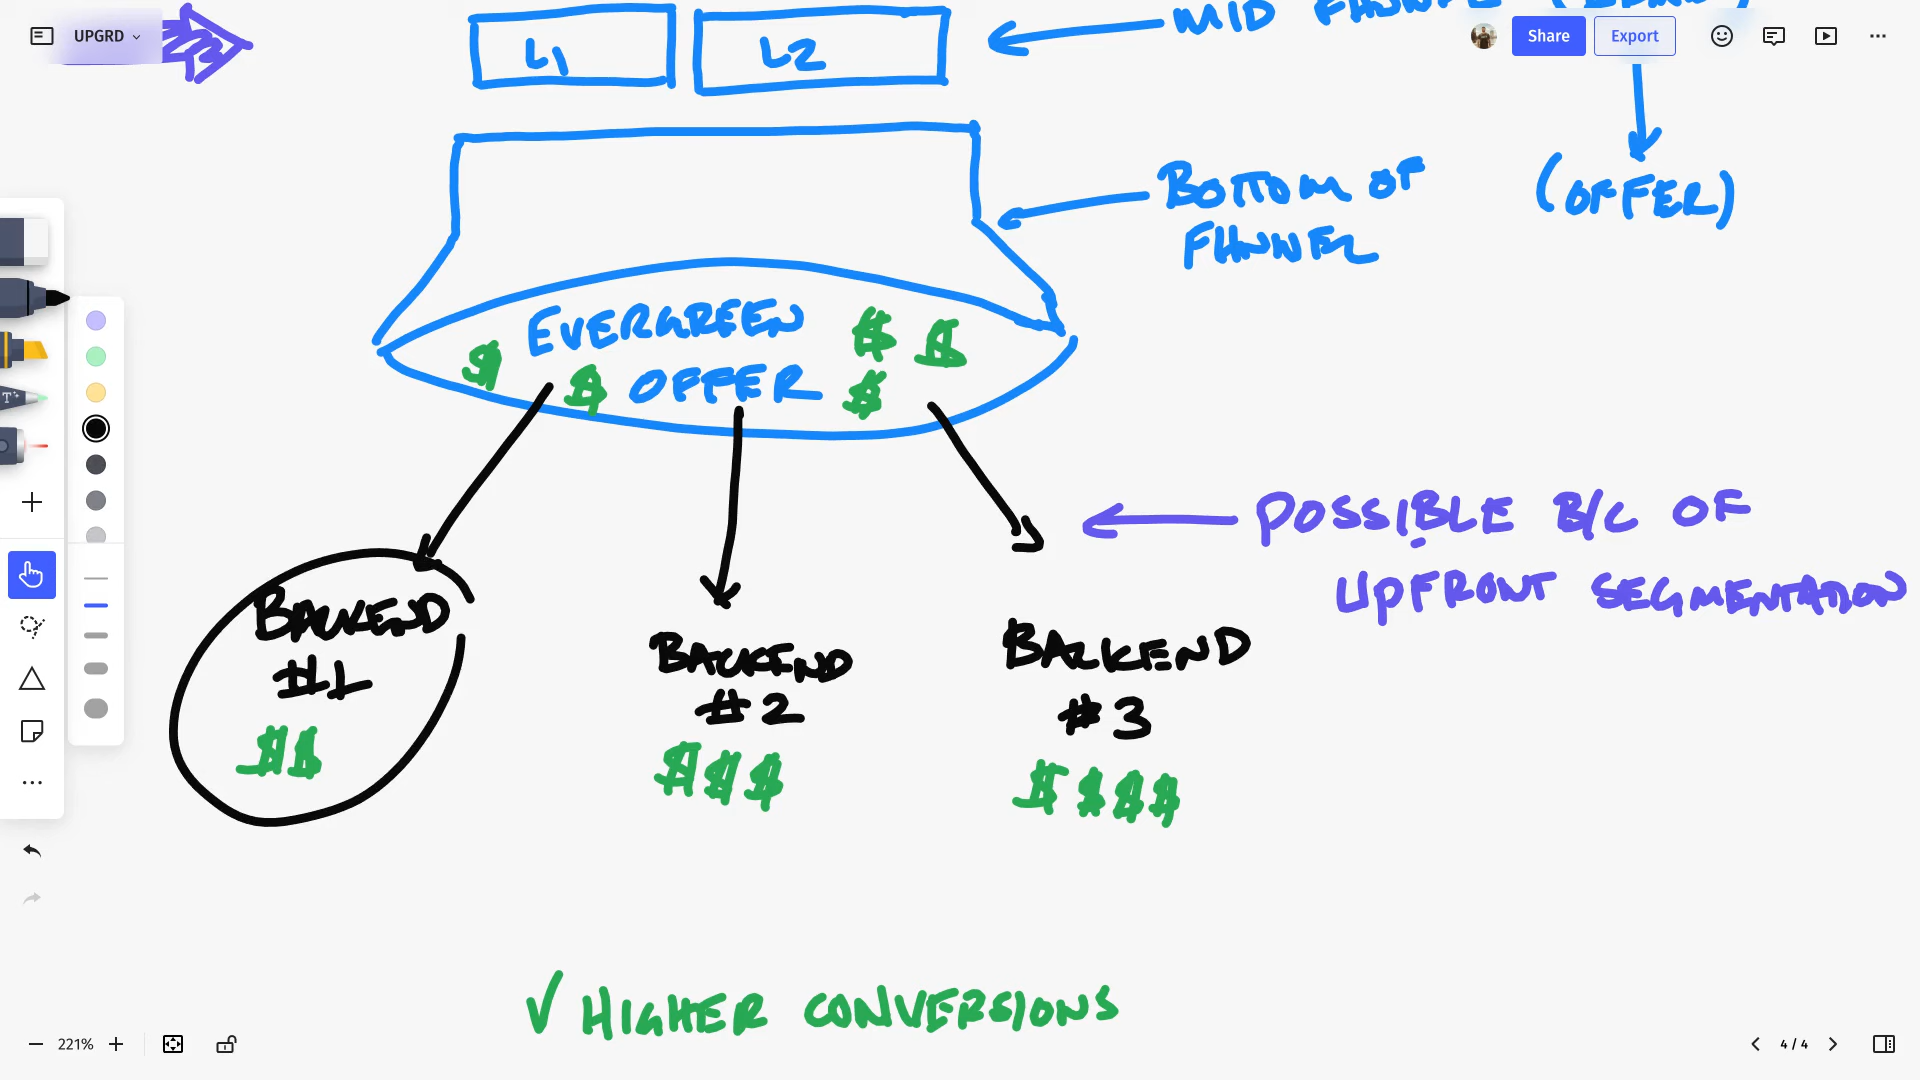 UPGRD
L1
L2
MID FUNNEL
Share
Export
BOTTOM OF
FUNNEL
(OFFER)
EVERGREEN $ $
$ $ OFFER $
POSSIBLE B/C OF
UPFRONT SEGMENTATION
BACKEND
#1
$$
BACKEND
#2
$$$
BACKEND
#3
$$$$
✓ HIGHER CONVERSIONS
221%
4 / 4